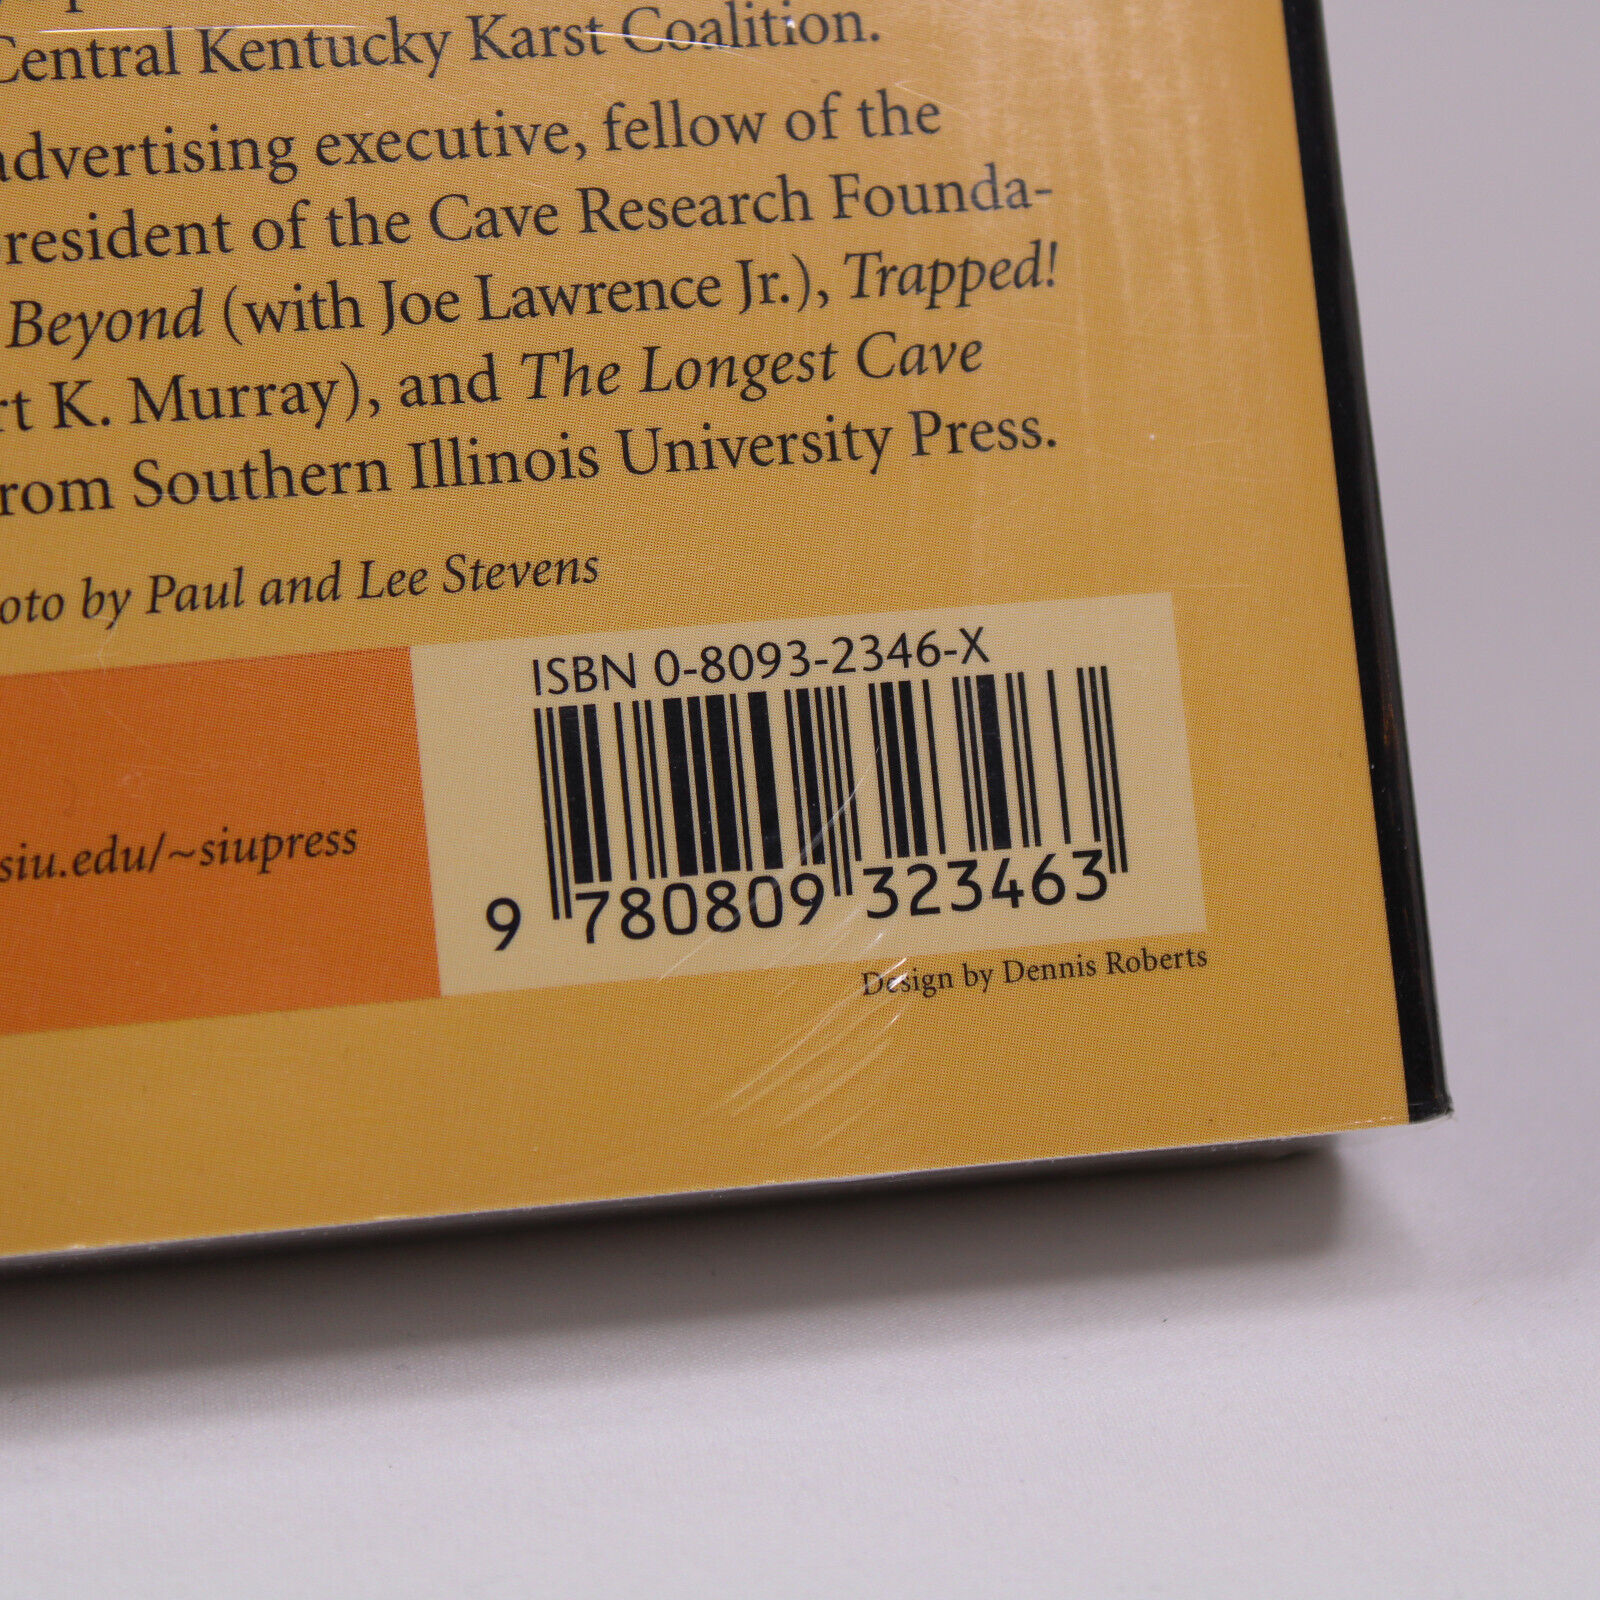 Central Kentucky Karst Coalition.
advertising executive, fellow of the
resident of the Cave Research Founda-
Beyond (with Joe Lawrence Jr.), Trapped!
rt K. Murray), and The Longest Cave
rom Southern Illinois University Press.
oto by Paul and Lee Stevens
ISBN 0-8093-2346-X
siu.edu/~siupress
9 780809 323463
Design by Dennis Roberts